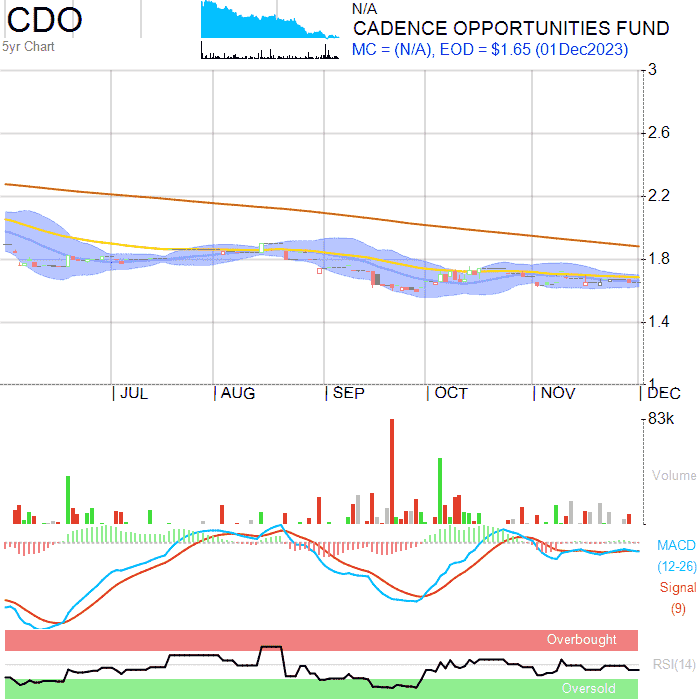 CDO
5yr Chart
N/A
CADENCE OPPORTUNITIES FUND
MC = (N/A), EOD = $1.65 (01Dec2023)
3
2.6
2.2
1.8
1.4
1
JUL AUG SEP OCT NOV DEC
83k
Volume
MACD
(12-26)
Signal
(9)
Overbought
RSI(14)
Oversold